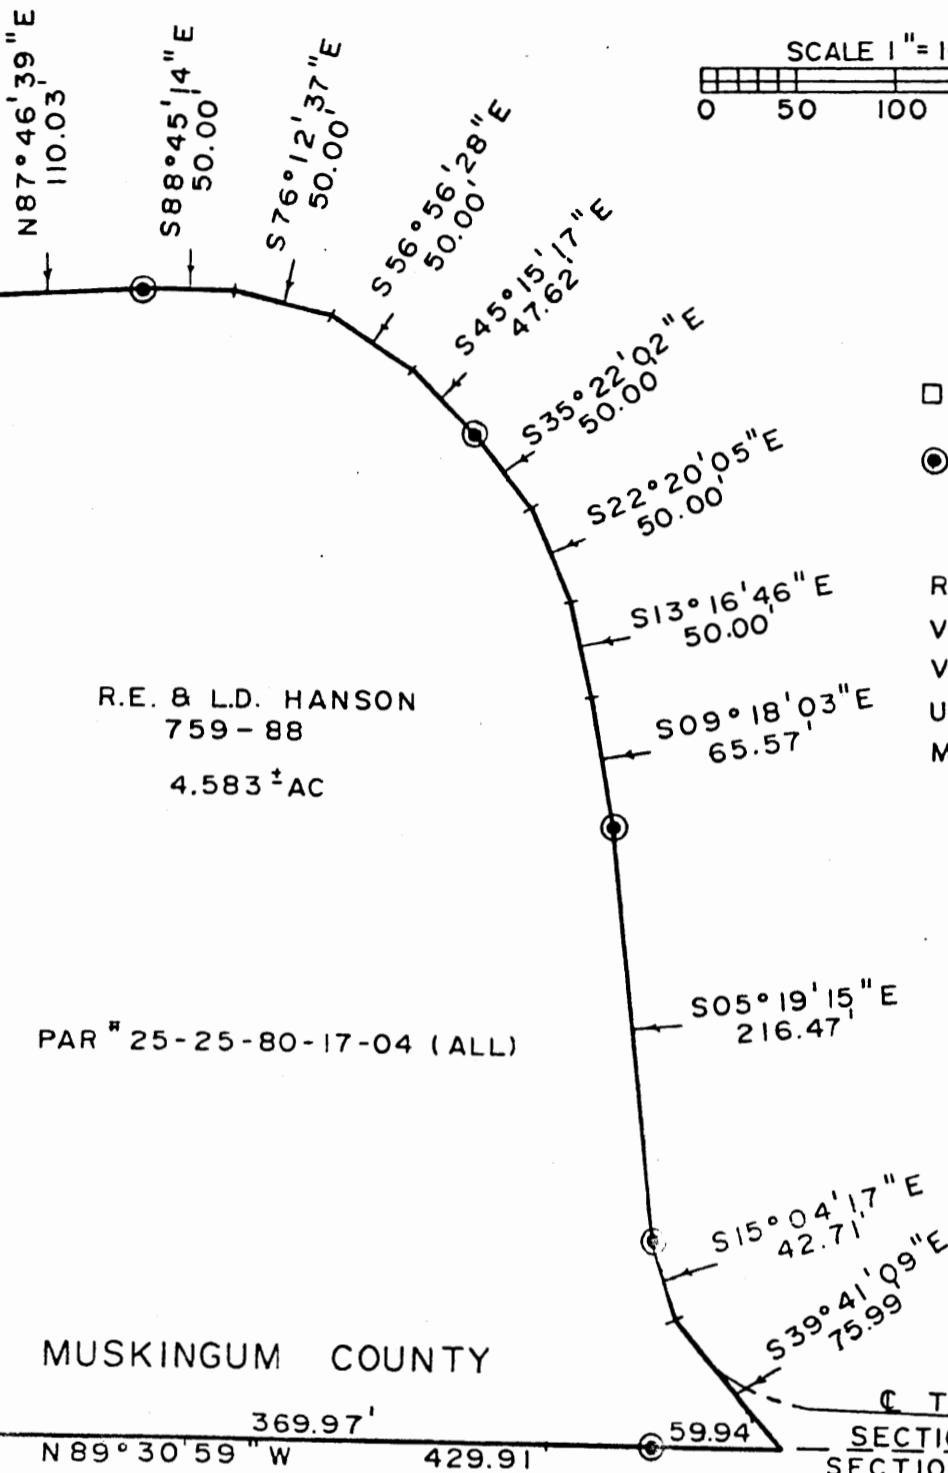 N87°46'39"E
110.03'
S88°45'14"E
50.00'
S76°12'37"E
50.00'
S56°56'28"E
50.00'
S45°15'17"E
47.62'
S35°22'02"E
50.00'
S22°20'05"E
50.00'
S13°16'46"E
50.00'
S09°18'03"E
65.57'
S05°19'15"E
216.47'
S15°04'17"E
42.71'
S39°41'09"E
75.99'
SCALE 1"=1
0 50 100
R
V
V
U
M
R.E. & L.D. HANSON
759-88
4.583±AC
PAR # 25-25-80-17-04 (ALL)
MUSKINGUM COUNTY
℄ T
369.97'
59.94
SECTIO
N89°30'59"W
429.91
SECTION